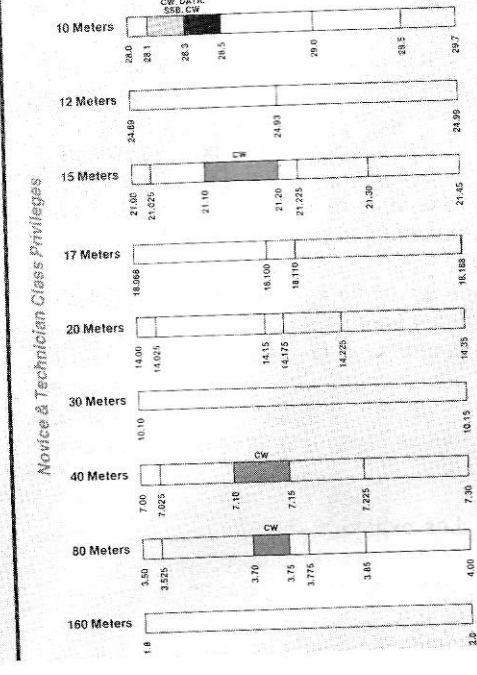 Novice & Technician Class Privileges
10 Meters
CW, DATA,
SSB, CW
28.0 28.1 28.3 28.5 29.0 29.5 29.7
12 Meters
24.89 24.93 24.99
15 Meters
CW
21.00 21.025 21.10 21.20 21.225 21.30 21.45
17 Meters
18.068 18.100 18.110 18.168
20 Meters
14.00 14.025 14.15 14.175 14.225 14.35
30 Meters
10.10 10.15
40 Meters
CW
7.00 7.025 7.10 7.15 7.225 7.30
80 Meters
CW
3.50 3.525 3.70 3.75 3.775 3.85 4.00
160 Meters
1.8 2.0